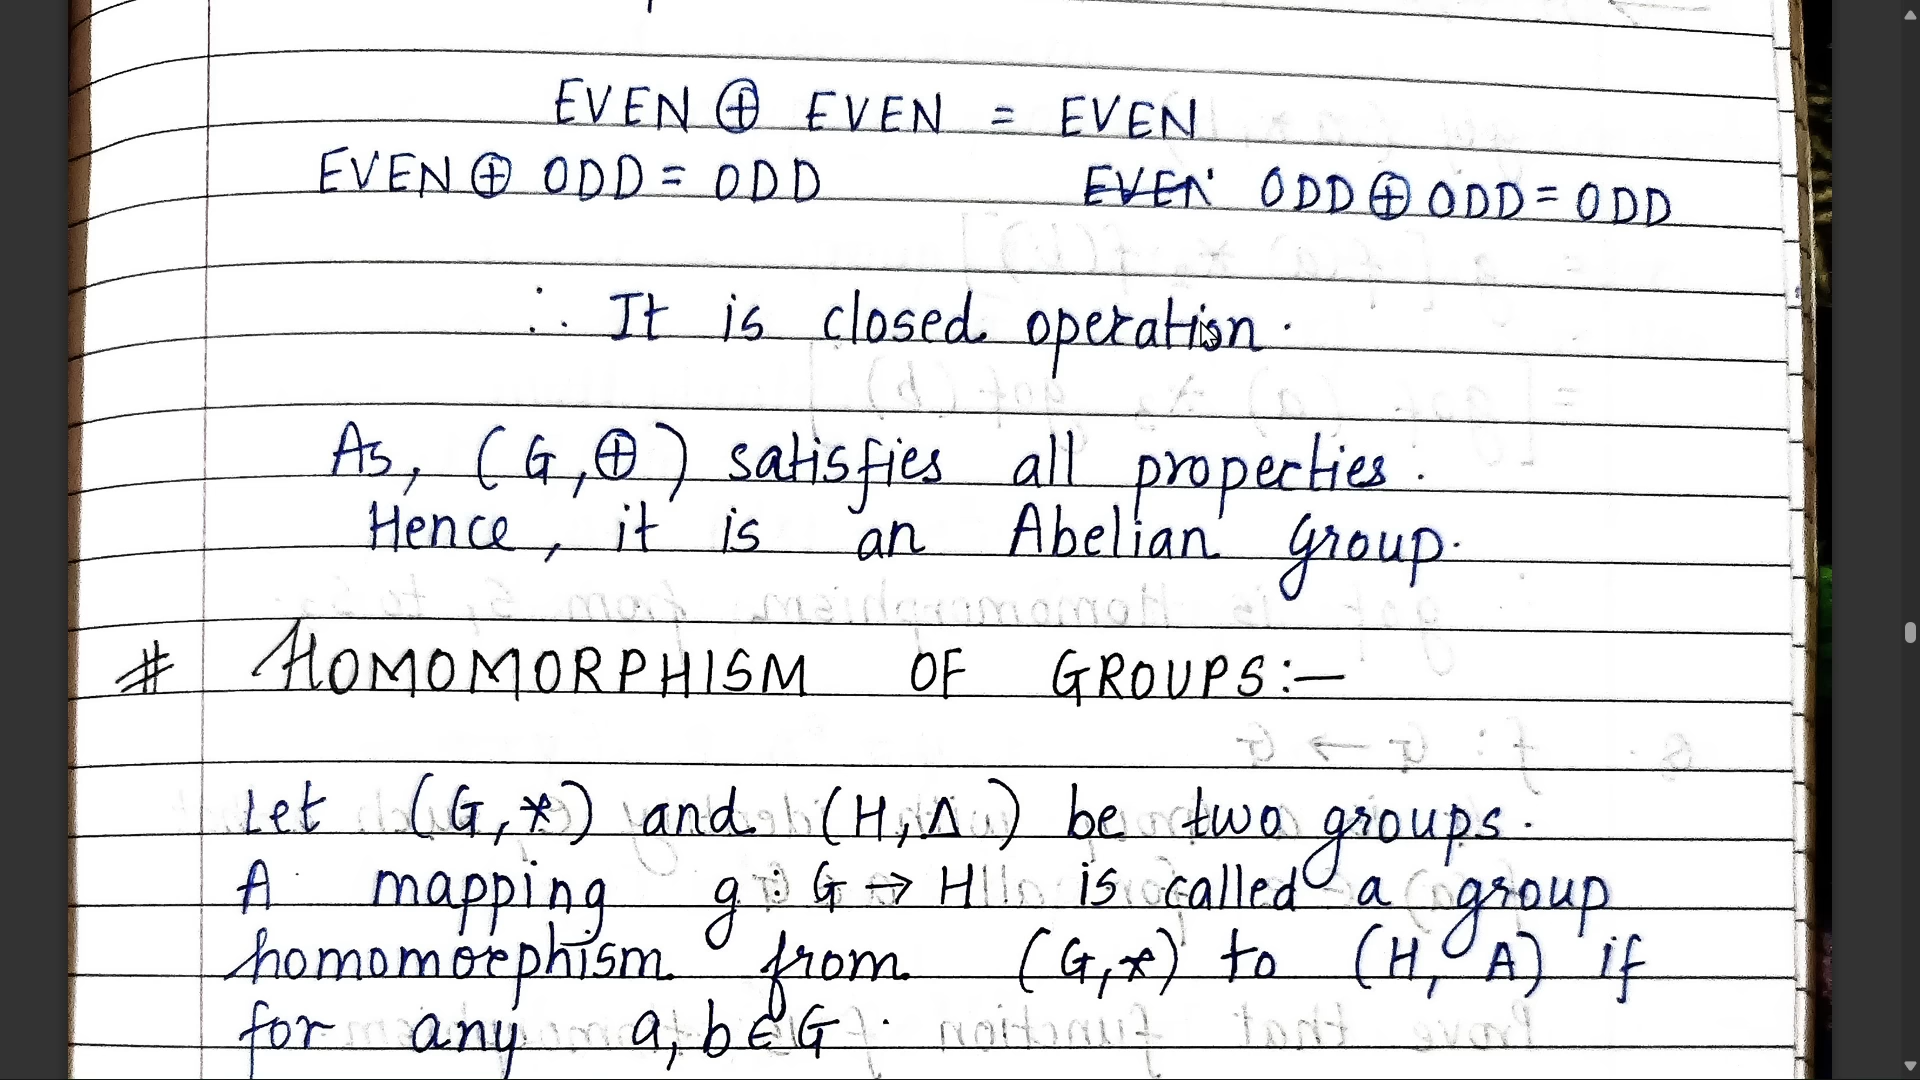 EVEN ⊕ EVEN = EVEN
EVEN ⊕ ODD = ODD EVEN ODD ⊕ ODD = ODD
∴ It is closed operation.
As, (G, ⊕) satisfies all properties.
Hence, it is an Abelian group.
# HOMOMORPHISM OF GROUPS:-
Let (G, *) and (H, Δ) be two groups.
A mapping g : G → H is called a group
homomorphism from (G, *) to (H, A) if
for any a, b ∈ G